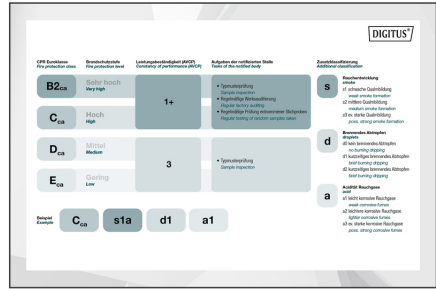 DIGITUS®
CPR Euroklasse
Fire protection class
Brandschutzstufe
Fire protection level
Leistungsbeständigkeit (AVCP)
Constancy of performance (AVCP)
Aufgaben der notifizierten Stelle
Tasks of the notified body
Zusatzklassifizierung
Additional classification
B2ca
Sehr hoch
Very high
Cca
Hoch
High
1+
• Typenprüfung
Sample inspection
• Regelmäßige Werksauditierung
Regular factory auditing
• Regelmäßige Prüfung entnommener Stichproben
Regular testing of random samples taken
Dca
Mittel
Medium
Eca
Gering
Low
3
• Typenprüfung
Sample inspection
s
Rauchentwicklung
smoke
s1 schwache Qualmbildung
weak smoke formation
s2 mittlere Qualmbildung
medium smoke formation
s3 ev. starke Qualmbildung
poss. strong smoke formation
d
Brennendes Abtropfen
droplets
d0 kein brennendes Abtropfen
no burning dripping
d1 kurzzeitiges brennendes Abtropfen
brief burning dripping
d2 kurzzeitiges brennendes Abtropfen
brief burning dripping
a
Acidität Rauchgase
acid
a1 leicht korrosive Rauchgase
weak corrosive fumes
a2 leichtere korrosive Rauchgase
lighter corrosive fumes
a3 ev. starke korrosive Rauchgase
poss. strong corrosive fumes
Beispiel
Example
Cca
s1a
d1
a1